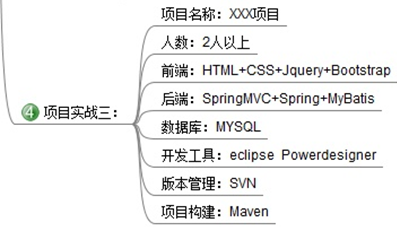 项目名称：XXX项目
人数：2人以上
前端：HTML+CSS+Jquery+Bootstrap
后端：SpringMVC+Spring+MyBatis
4 项目实战三：
数据库：MYSQL
开发工具：eclipse Powerdesigner
版本管理：SVN
项目构建：Maven